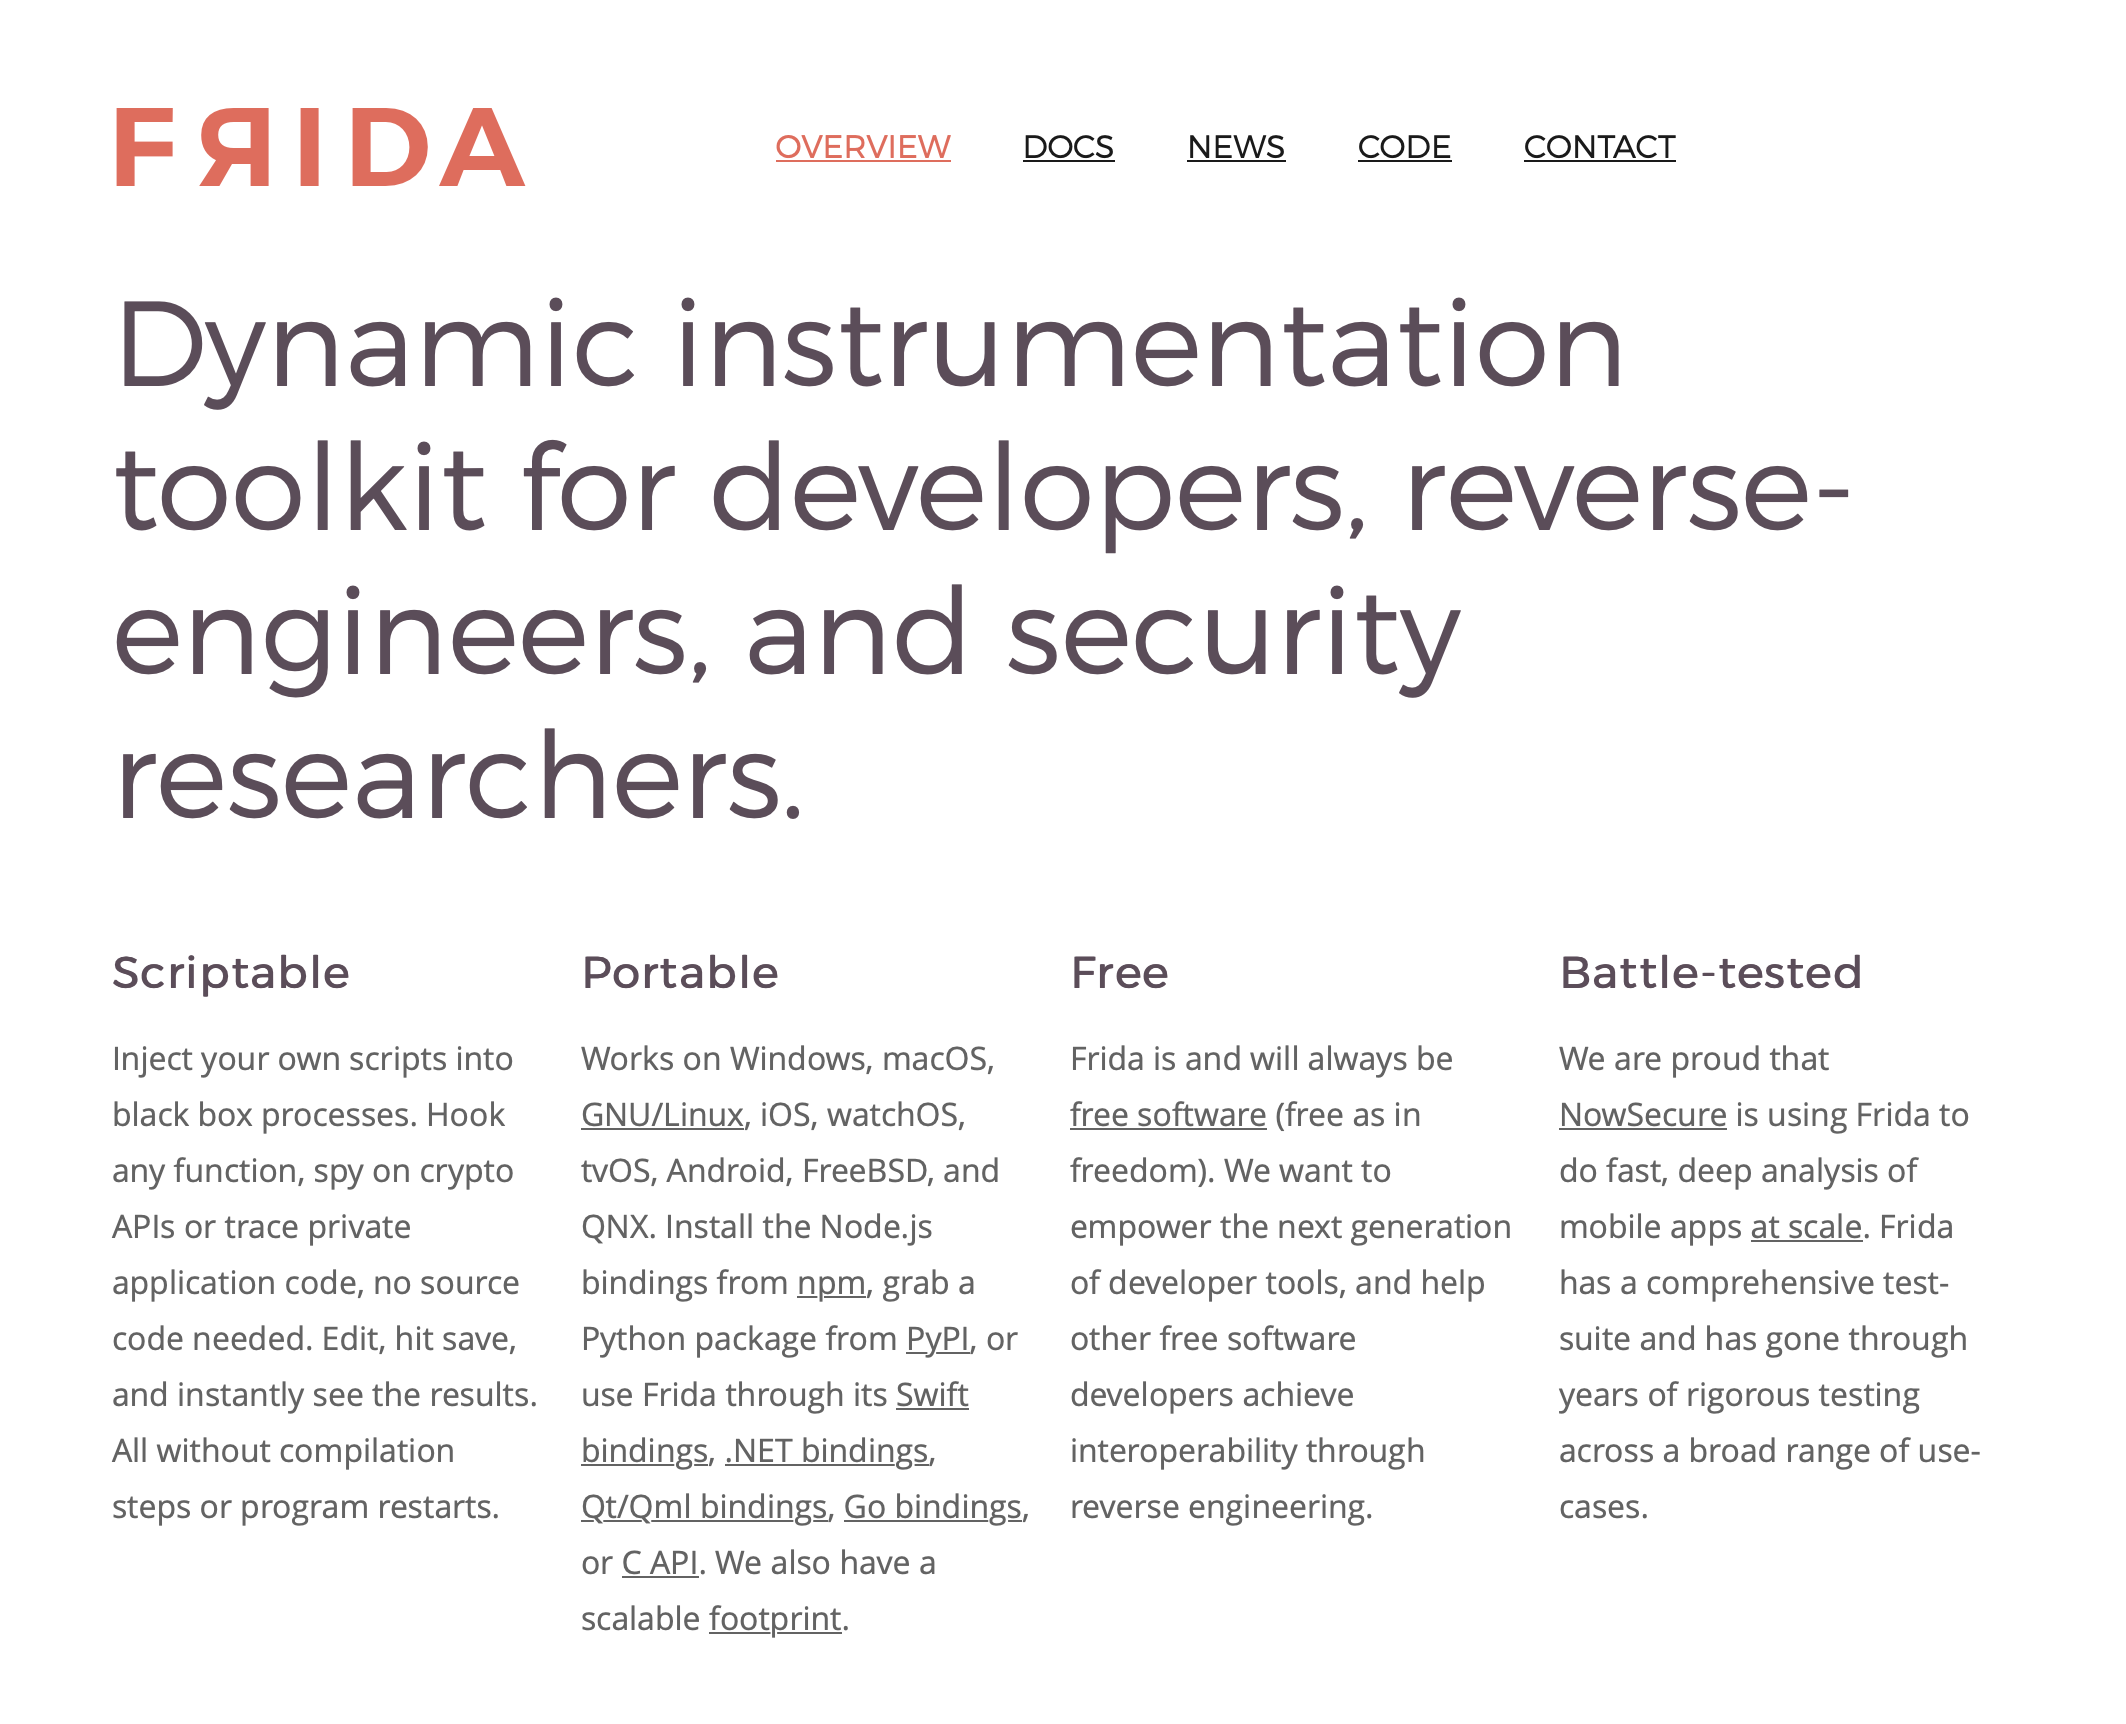 FЯIDA
OVERVIEW DOCS NEWS CODE CONTACT
Dynamic instrumentation
toolkit for developers, reverse-
engineers, and security
researchers.
Scriptable
Inject your own scripts into
black box processes. Hook
any function, spy on crypto
APIs or trace private
application code, no source
code needed. Edit, hit save,
and instantly see the results.
All without compilation
steps or program restarts.
Portable
Works on Windows, macOS,
GNU/Linux, iOS, watchOS,
tvOS, Android, FreeBSD, and
QNX. Install the Node.js
bindings from npm, grab a
Python package from PyPI, or
use Frida through its Swift
bindings, .NET bindings,
Qt/Qml bindings, Go bindings,
or C API. We also have a
scalable footprint.
Free
Frida is and will always be
free software (free as in
freedom). We want to
empower the next generation
of developer tools, and help
other free software
developers achieve
interoperability through
reverse engineering.
Battle-tested
We are proud that
NowSecure is using Frida to
do fast, deep analysis of
mobile apps at scale. Frida
has a comprehensive test-
suite and has gone through
years of rigorous testing
across a broad range of use-
cases.